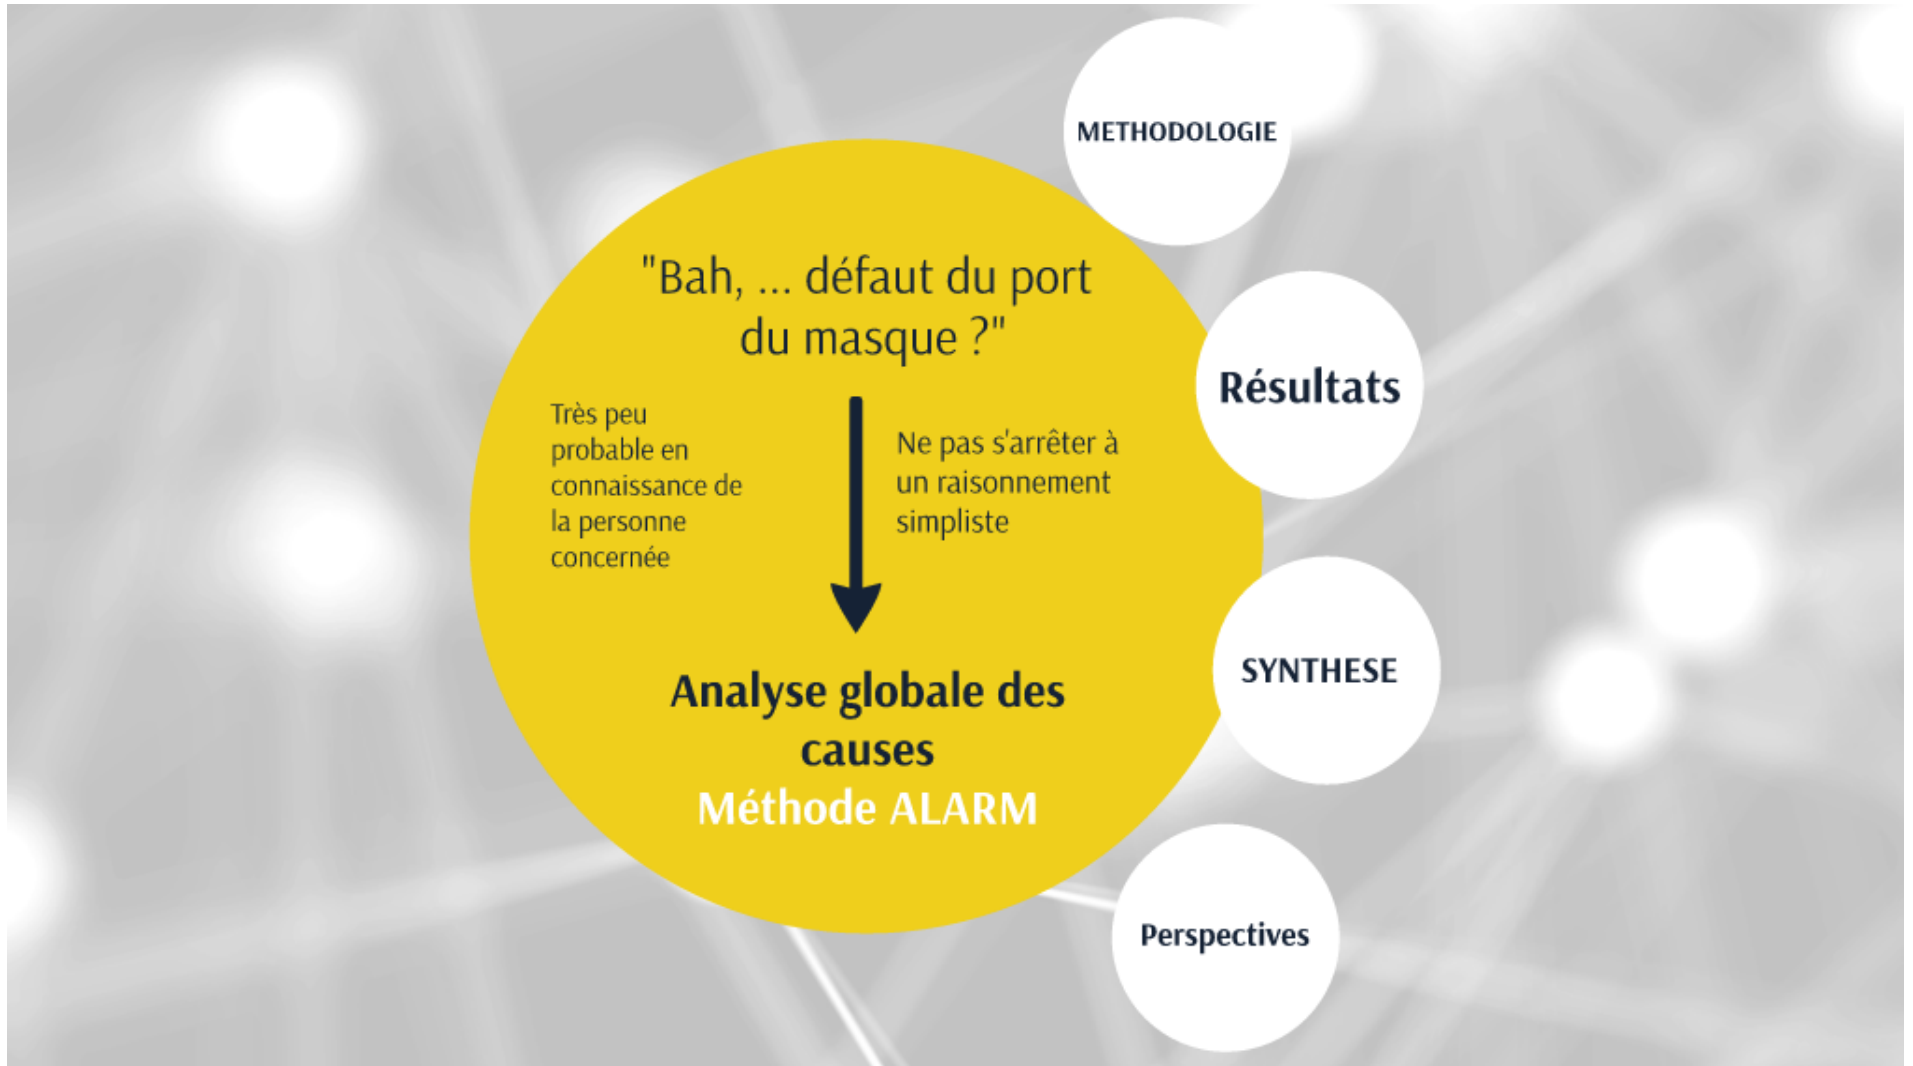 "Bah, ... défaut du port
du masque ?"
Très peu
probable en
connaissance de
la personne
concernée
Ne pas s'arrêter à
un raisonnement
simpliste
Analyse globale des
causes
Méthode ALARM
METHODOLOGIE
Résultats
SYNTHESE
Perspectives